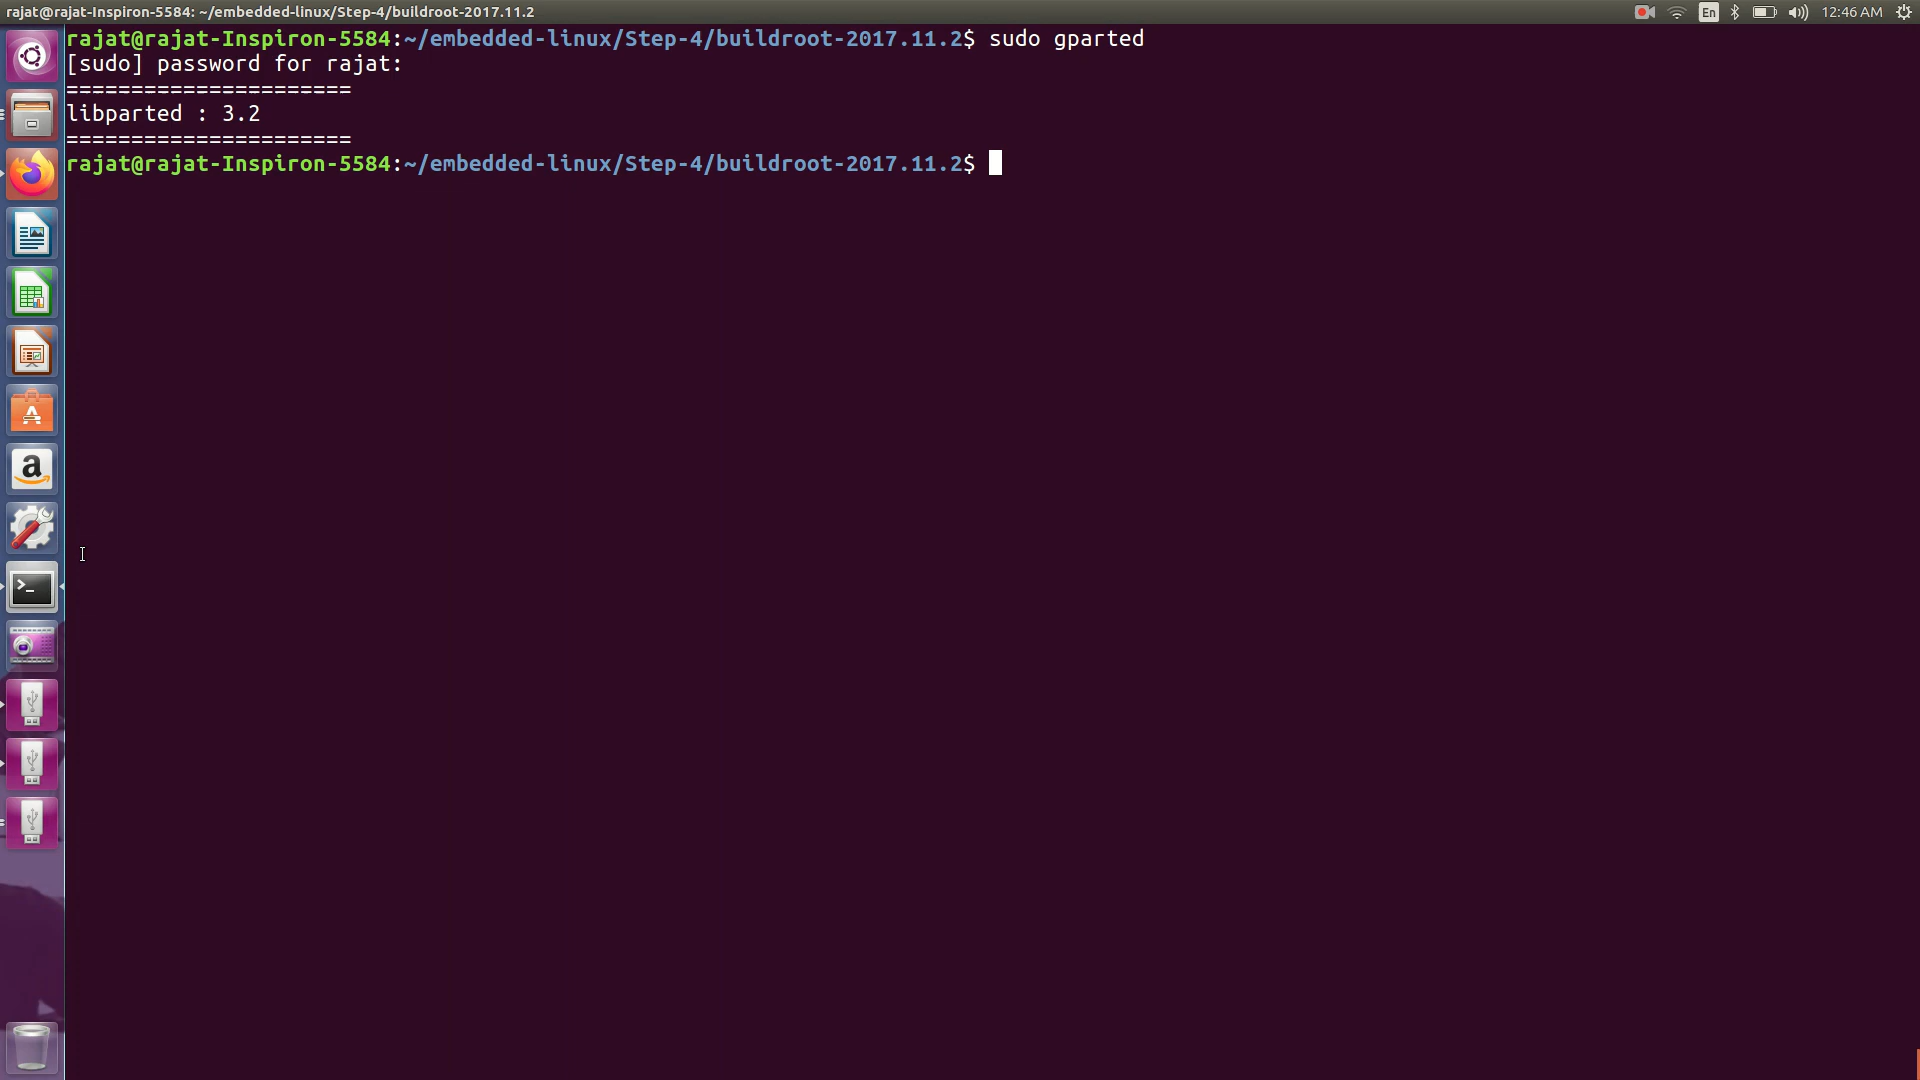 rajat@rajat-Inspiron-5584: ~/embedded-linux/Step-4/buildroot-2017.11.2
En
12:46 AM
rajat@rajat-Inspiron-5584:~/embedded-linux/Step-4/buildroot-2017.11.2$ sudo gparted
[sudo] password for rajat:
======================
libparted : 3.2
======================
rajat@rajat-Inspiron-5584:~/embedded-linux/Step-4/buildroot-2017.11.2$